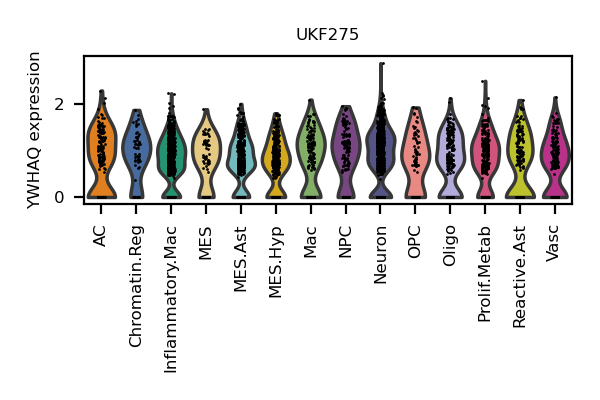 UKF275
YWHAQ expression
2
0
AC
Chromatin.Reg
Inflammatory.Mac
MES
MES.Ast
MES.Hyp
Mac
NPC
Neuron
OPC
Oligo
Prolif.Metab
Reactive.Ast
Vasc